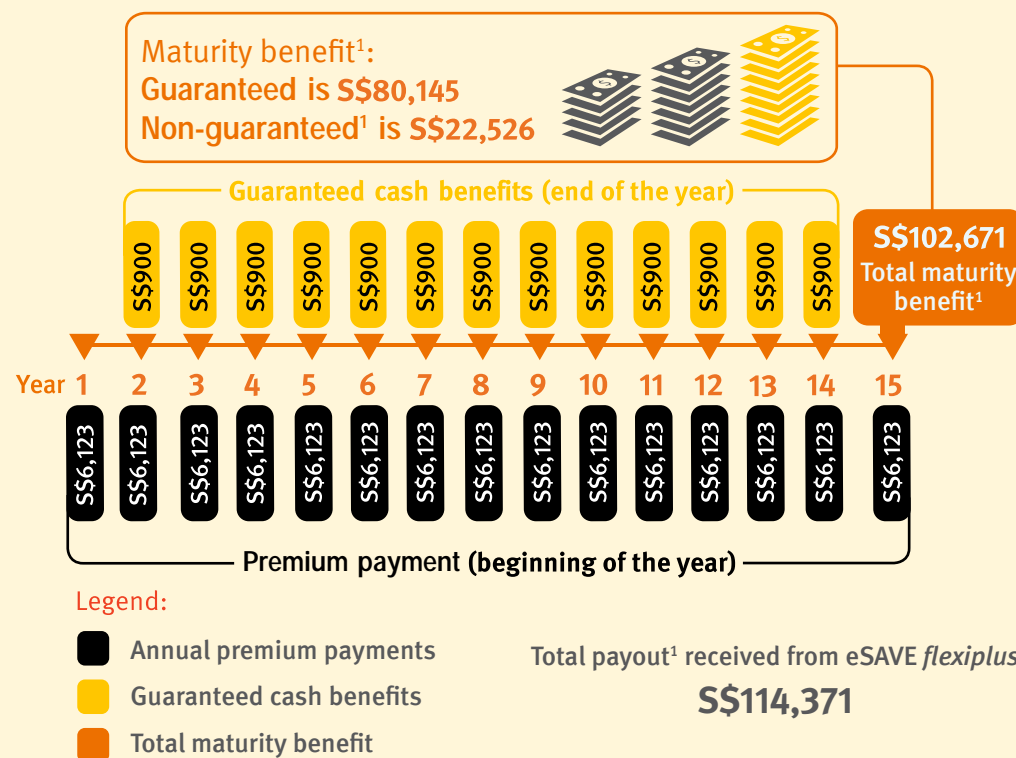 Maturity benefit¹:
Guaranteed is S$80,145
Non-guaranteed¹ is S$22,526
Guaranteed cash benefits (end of the year)
S$900 S$900 S$900 S$900 S$900 S$900 S$900 S$900 S$900 S$900 S$900 S$900 S$900
S$102,671
Total maturity
benefit¹
Year 1 2 3 4 5 6 7 8 9 10 11 12 13 14 15
S$6,123 S$6,123 S$6,123 S$6,123 S$6,123 S$6,123 S$6,123 S$6,123 S$6,123 S$6,123 S$6,123 S$6,123 S$6,123 S$6,123 S$6,123
Premium payment (beginning of the year)
Legend:
Annual premium payments
Guaranteed cash benefits
Total maturity benefit
Total payout¹ received from eSAVE flexiplus
S$114,371